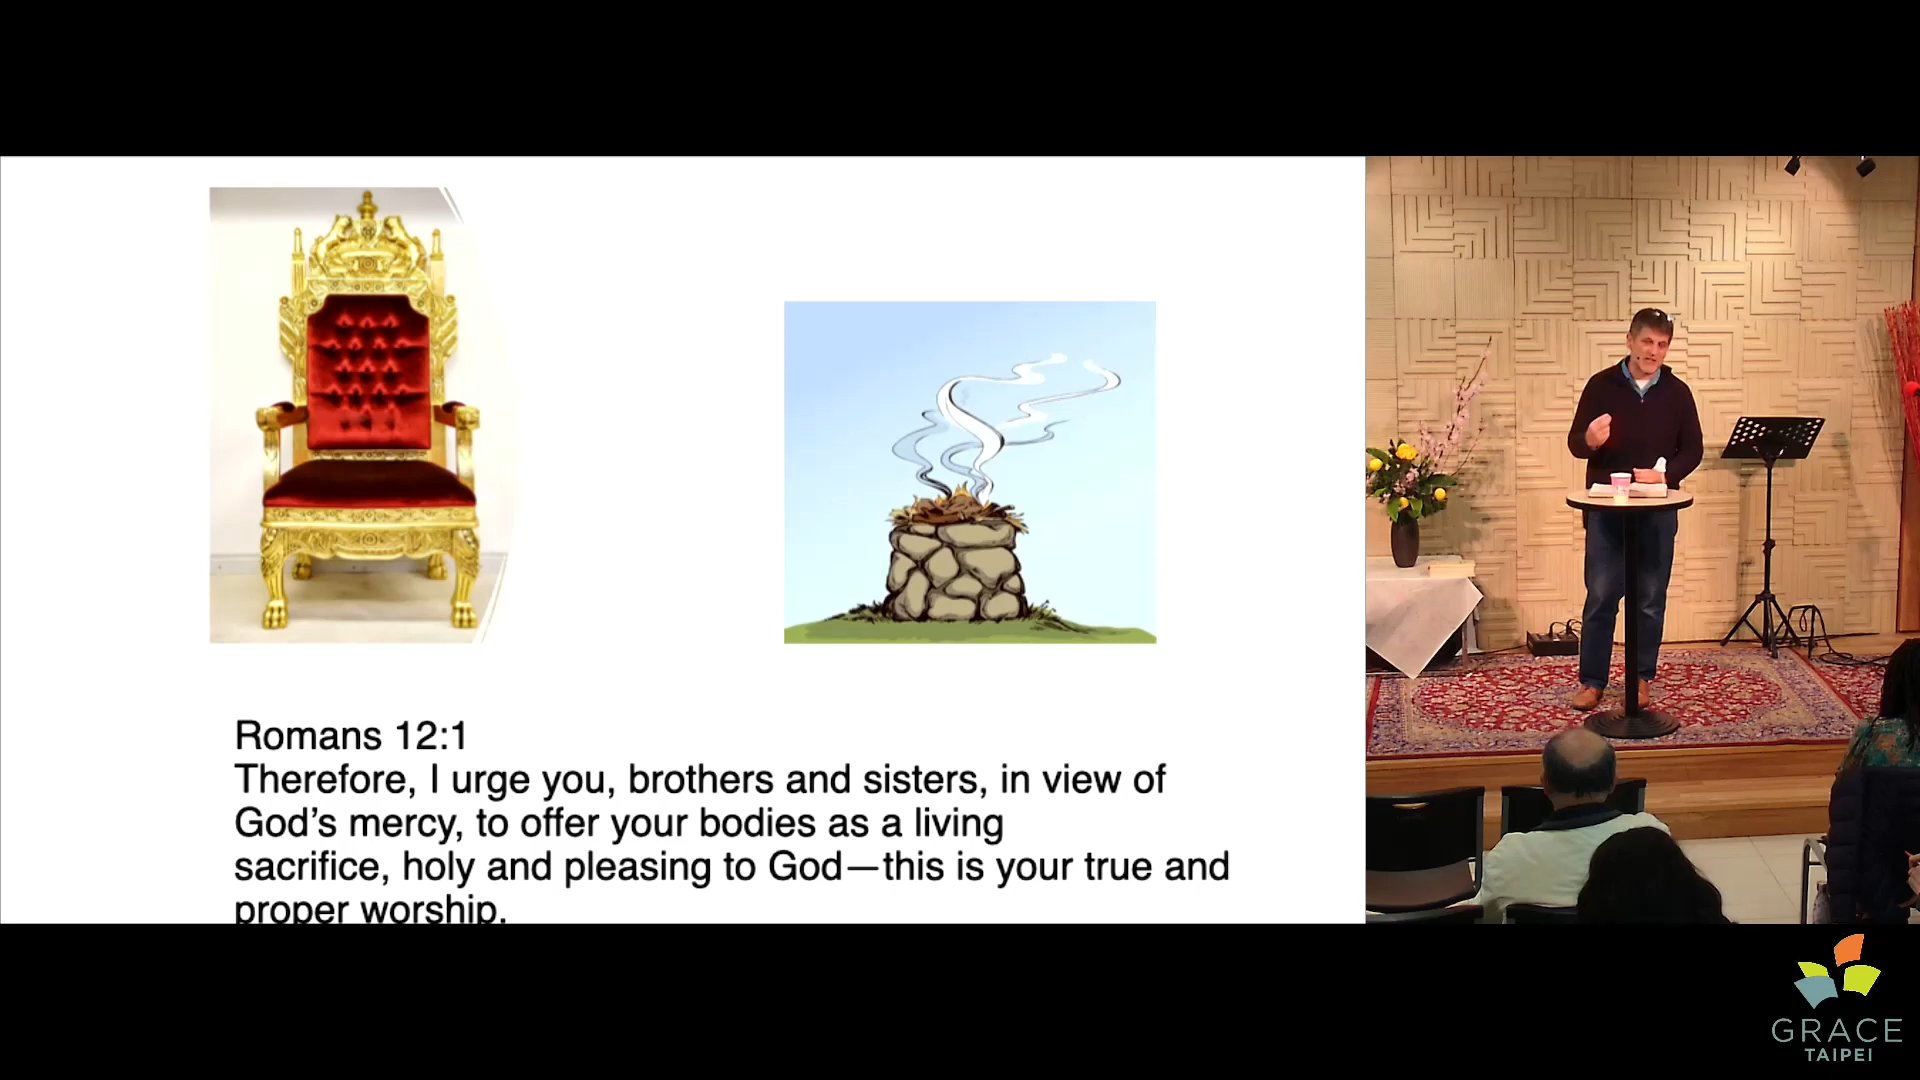 Romans 12:1
Therefore, I urge you, brothers and sisters, in view of
God’s mercy, to offer your bodies as a living
sacrifice, holy and pleasing to God—this is your true and
proper worship.
GRACE
TAIPEI